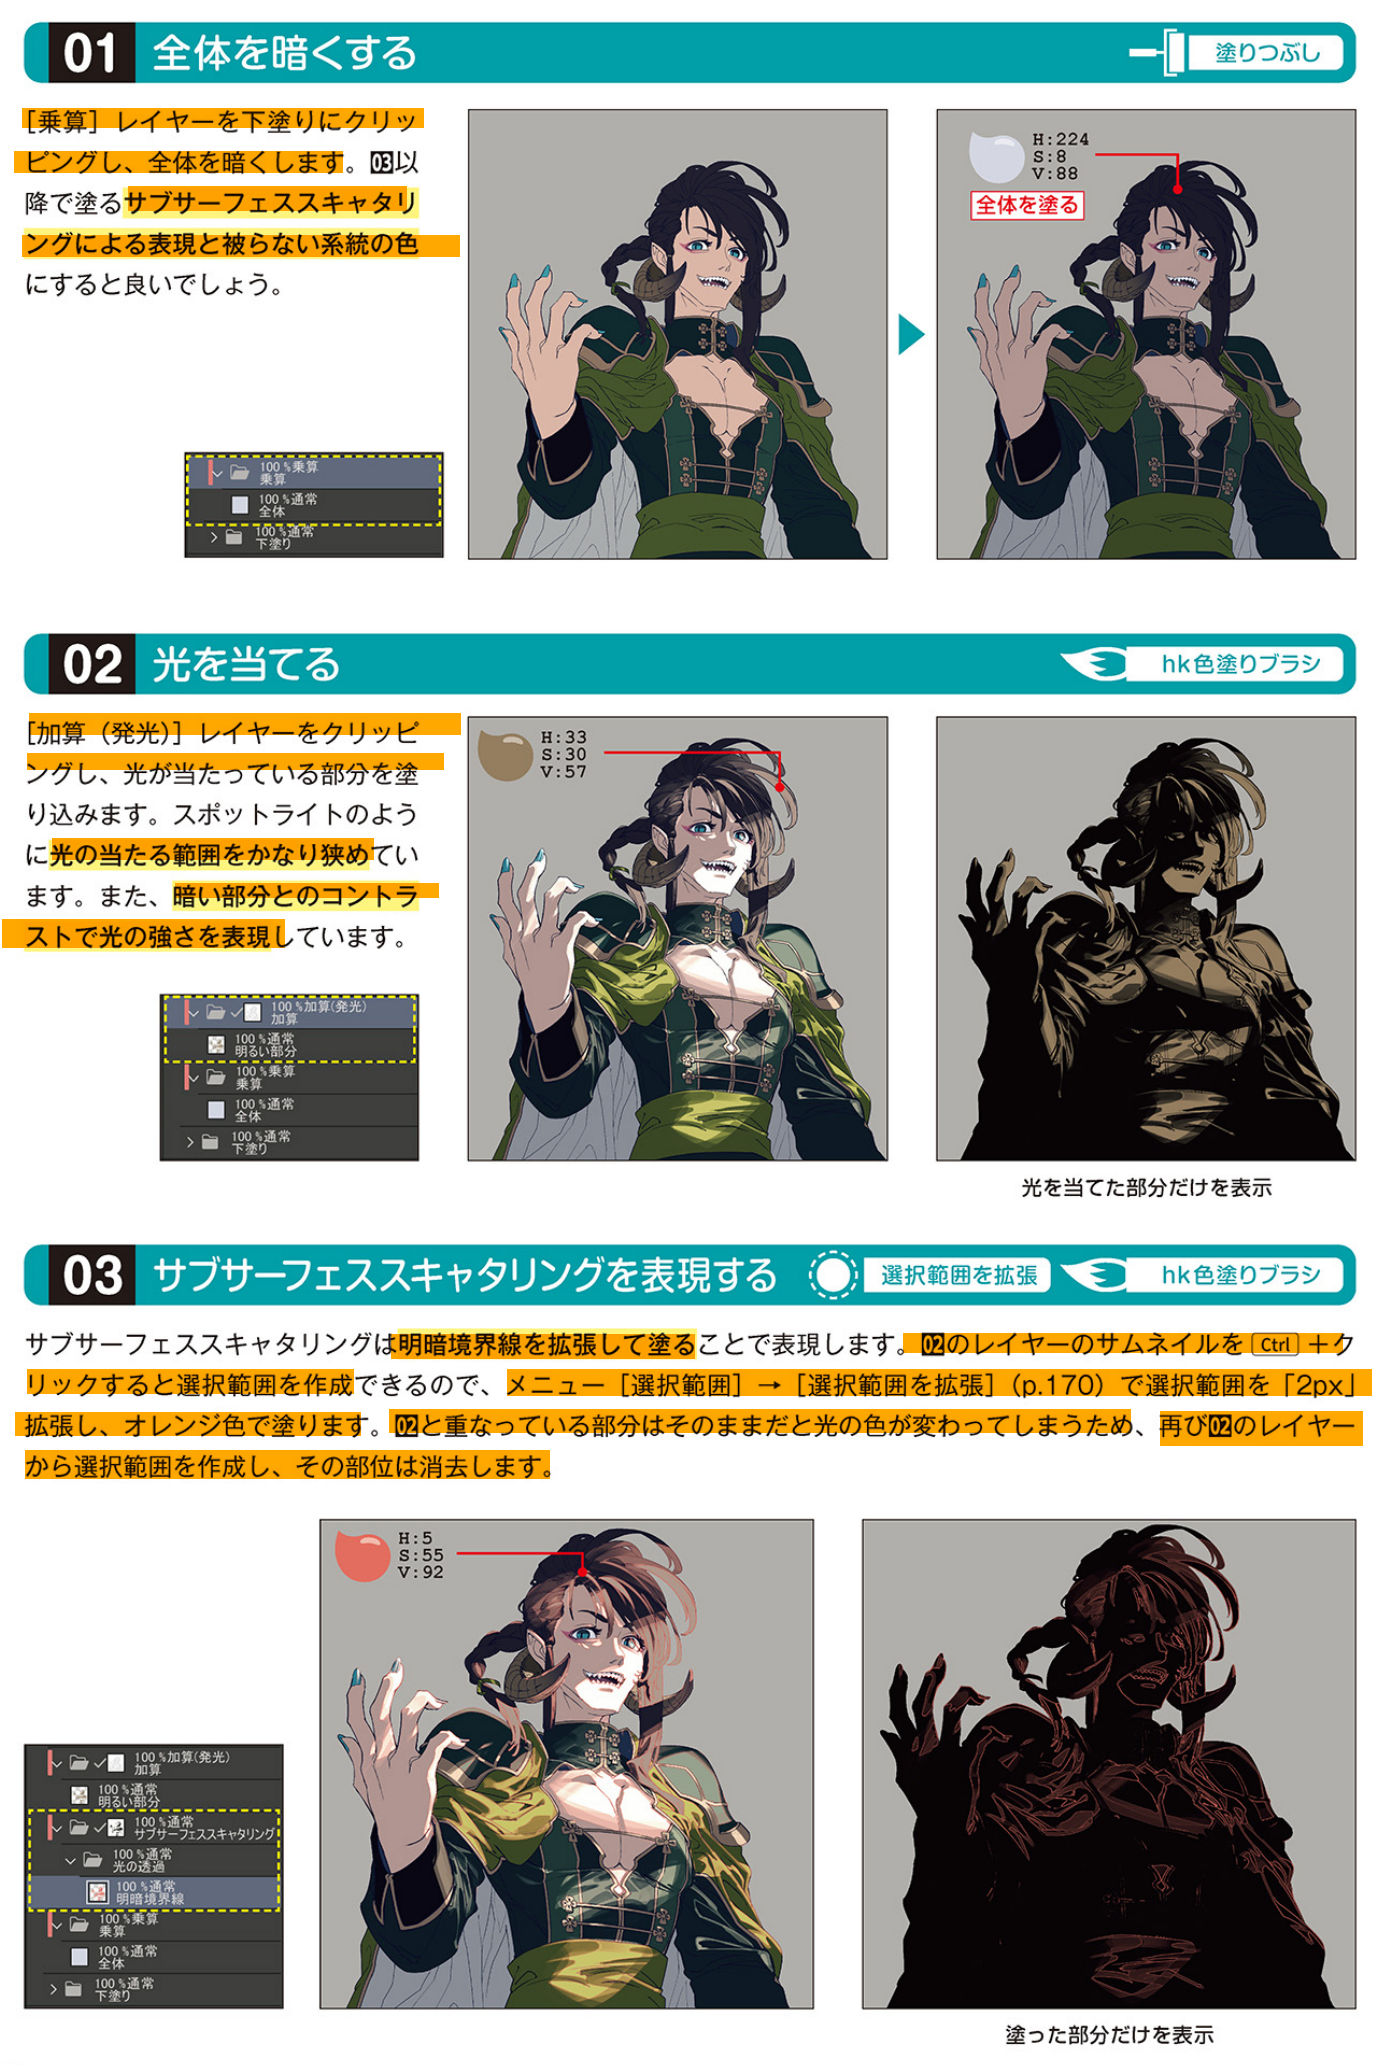 01 全体を暗くする
塗りつぶし
[乗算]レイヤーを下塗りにクリッ
ピングし、全体を暗くします。03以
降で塗るサブサーフェススキャタリ
ングによる表現と被らない系統の色
にすると良いでしょう。
100 %乗算
乗算
100 %通常
全体
100 %通常
下塗り
H:224
S:8
V:88
全体を塗る
02 光を当てる
hk色塗りブラシ
[加算(発光)]レイヤーをクリッピ
ングし、光が当たっている部分を塗
り込みます。スポットライトのよう
に光の当たる範囲をかなり狭めてい
ます。また、暗い部分とのコントラ
ストで光の強さを表現しています。
100 %加算(発光)
加算
100 %通常
明るい部分
100 %乗算
乗算
100 %通常
全体
100 %通常
下塗り
H:33
S:30
V:57
光を当てた部分だけを表示
03 サブサーフェススキャタリングを表現する
選択範囲を拡張
hk色塗りブラシ
サブサーフェススキャタリングは明暗境界線を拡張して塗ることで表現します。02のレイヤーのサムネイルを Ctrl +ク
リックすると選択範囲を作成できるので、メニュー[選択範囲]→[選択範囲を拡張](p.170)で選択範囲を「2px」
拡張し、オレンジ色で塗ります。02と重なっている部分はそのままだと光の色が変わってしまうため、再び02のレイヤー
から選択範囲を作成し、その部位は消去します。
100 %加算(発光)
加算
100 %通常
明るい部分
100 %通常
サブサーフェススキャタリング
100 %通常
光の透過
100 %通常
明暗境界線
100 %乗算
乗算
100 %通常
全体
100 %通常
下塗り
H:5
S:55
V:92
塗った部分だけを表示